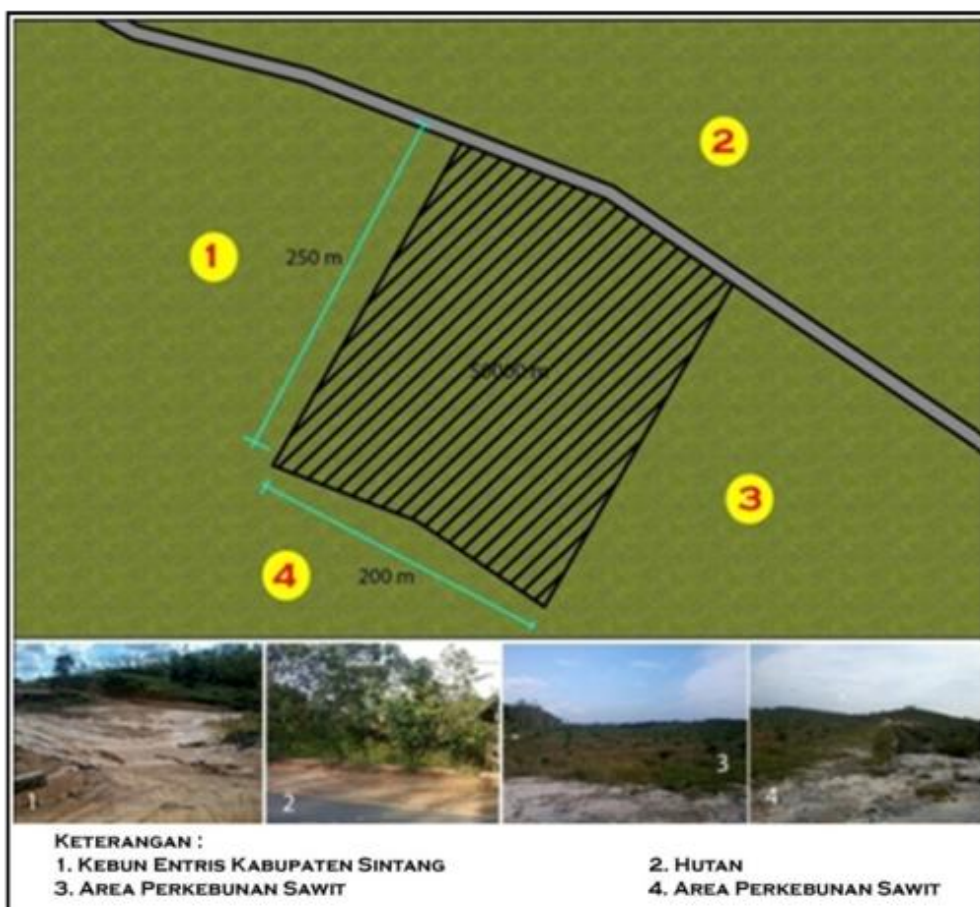 2
1
250 m
3
4
200 m
1
2
3
4
KETERANGAN :
1. KEBUN ENTRIS KABUPATEN SINTANG
2. HUTAN
3. AREA PERKEBUNAN SAWIT
4. AREA PERKEBUNAN SAWIT